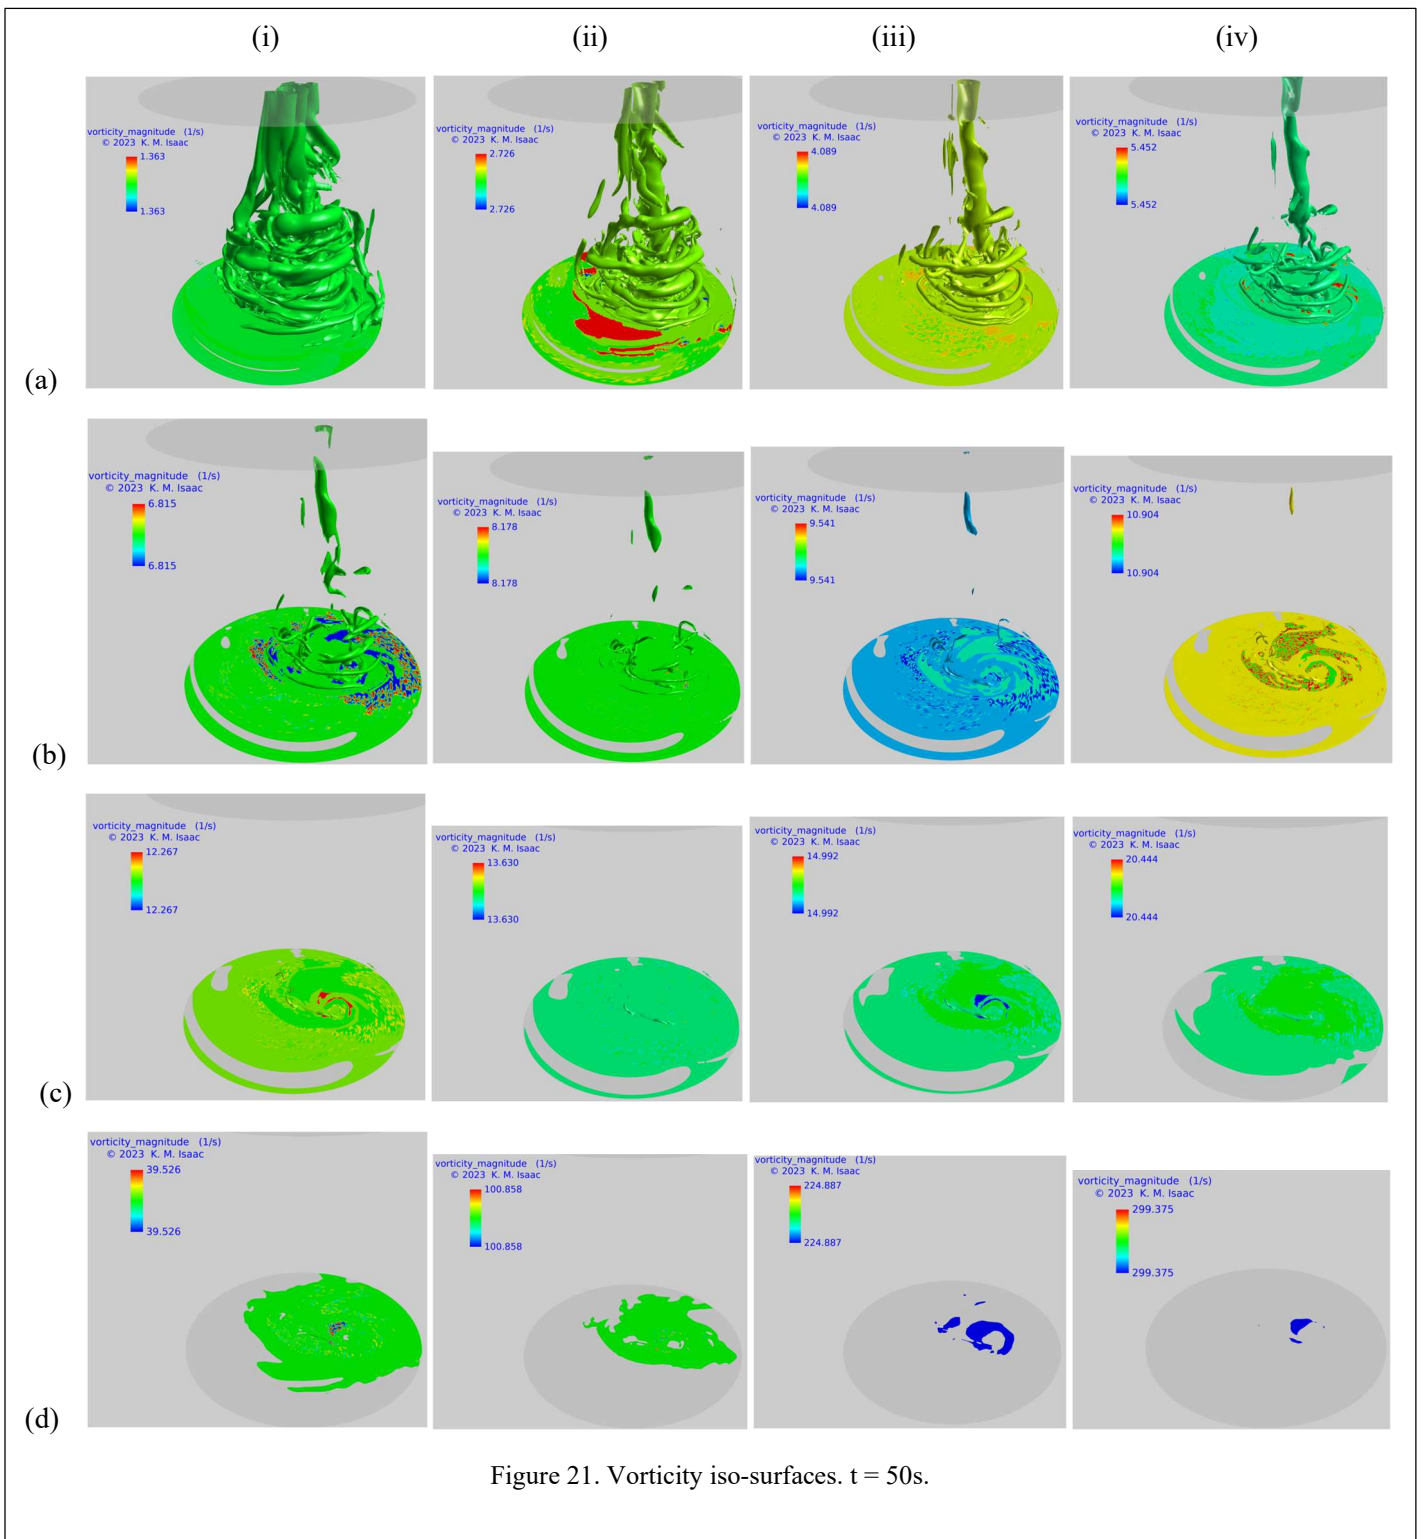 (i) (ii) (iii) (iv)
vorticity_magnitude (1/s)
© 2023 K. M. Isaac
1.363
1.363
vorticity_magnitude (1/s)
© 2023 K. M. Isaac
2.726
2.726
vorticity_magnitude (1/s)
© 2023 K. M. Isaac
4.089
4.089
vorticity_magnitude (1/s)
© 2023 K. M. Isaac
5.452
5.452
(a)
vorticity_magnitude (1/s)
© 2023 K. M. Isaac
6.815
6.815
vorticity_magnitude (1/s)
© 2023 K. M. Isaac
8.178
8.178
vorticity_magnitude (1/s)
© 2023 K. M. Isaac
9.541
9.541
vorticity_magnitude (1/s)
© 2023 K. M. Isaac
10.904
10.904
(b)
vorticity_magnitude (1/s)
© 2023 K. M. Isaac
12.267
12.267
vorticity_magnitude (1/s)
© 2023 K. M. Isaac
13.630
13.630
vorticity_magnitude (1/s)
© 2023 K. M. Isaac
14.992
14.992
vorticity_magnitude (1/s)
© 2023 K. M. Isaac
20.444
20.444
(c)
vorticity_magnitude (1/s)
© 2023 K. M. Isaac
39.526
39.526
vorticity_magnitude (1/s)
© 2023 K. M. Isaac
100.858
100.858
vorticity_magnitude (1/s)
© 2023 K. M. Isaac
224.887
224.887
vorticity_magnitude (1/s)
© 2023 K. M. Isaac
299.375
299.375
(d)
Figure 21. Vorticity iso-surfaces. t = 50s.